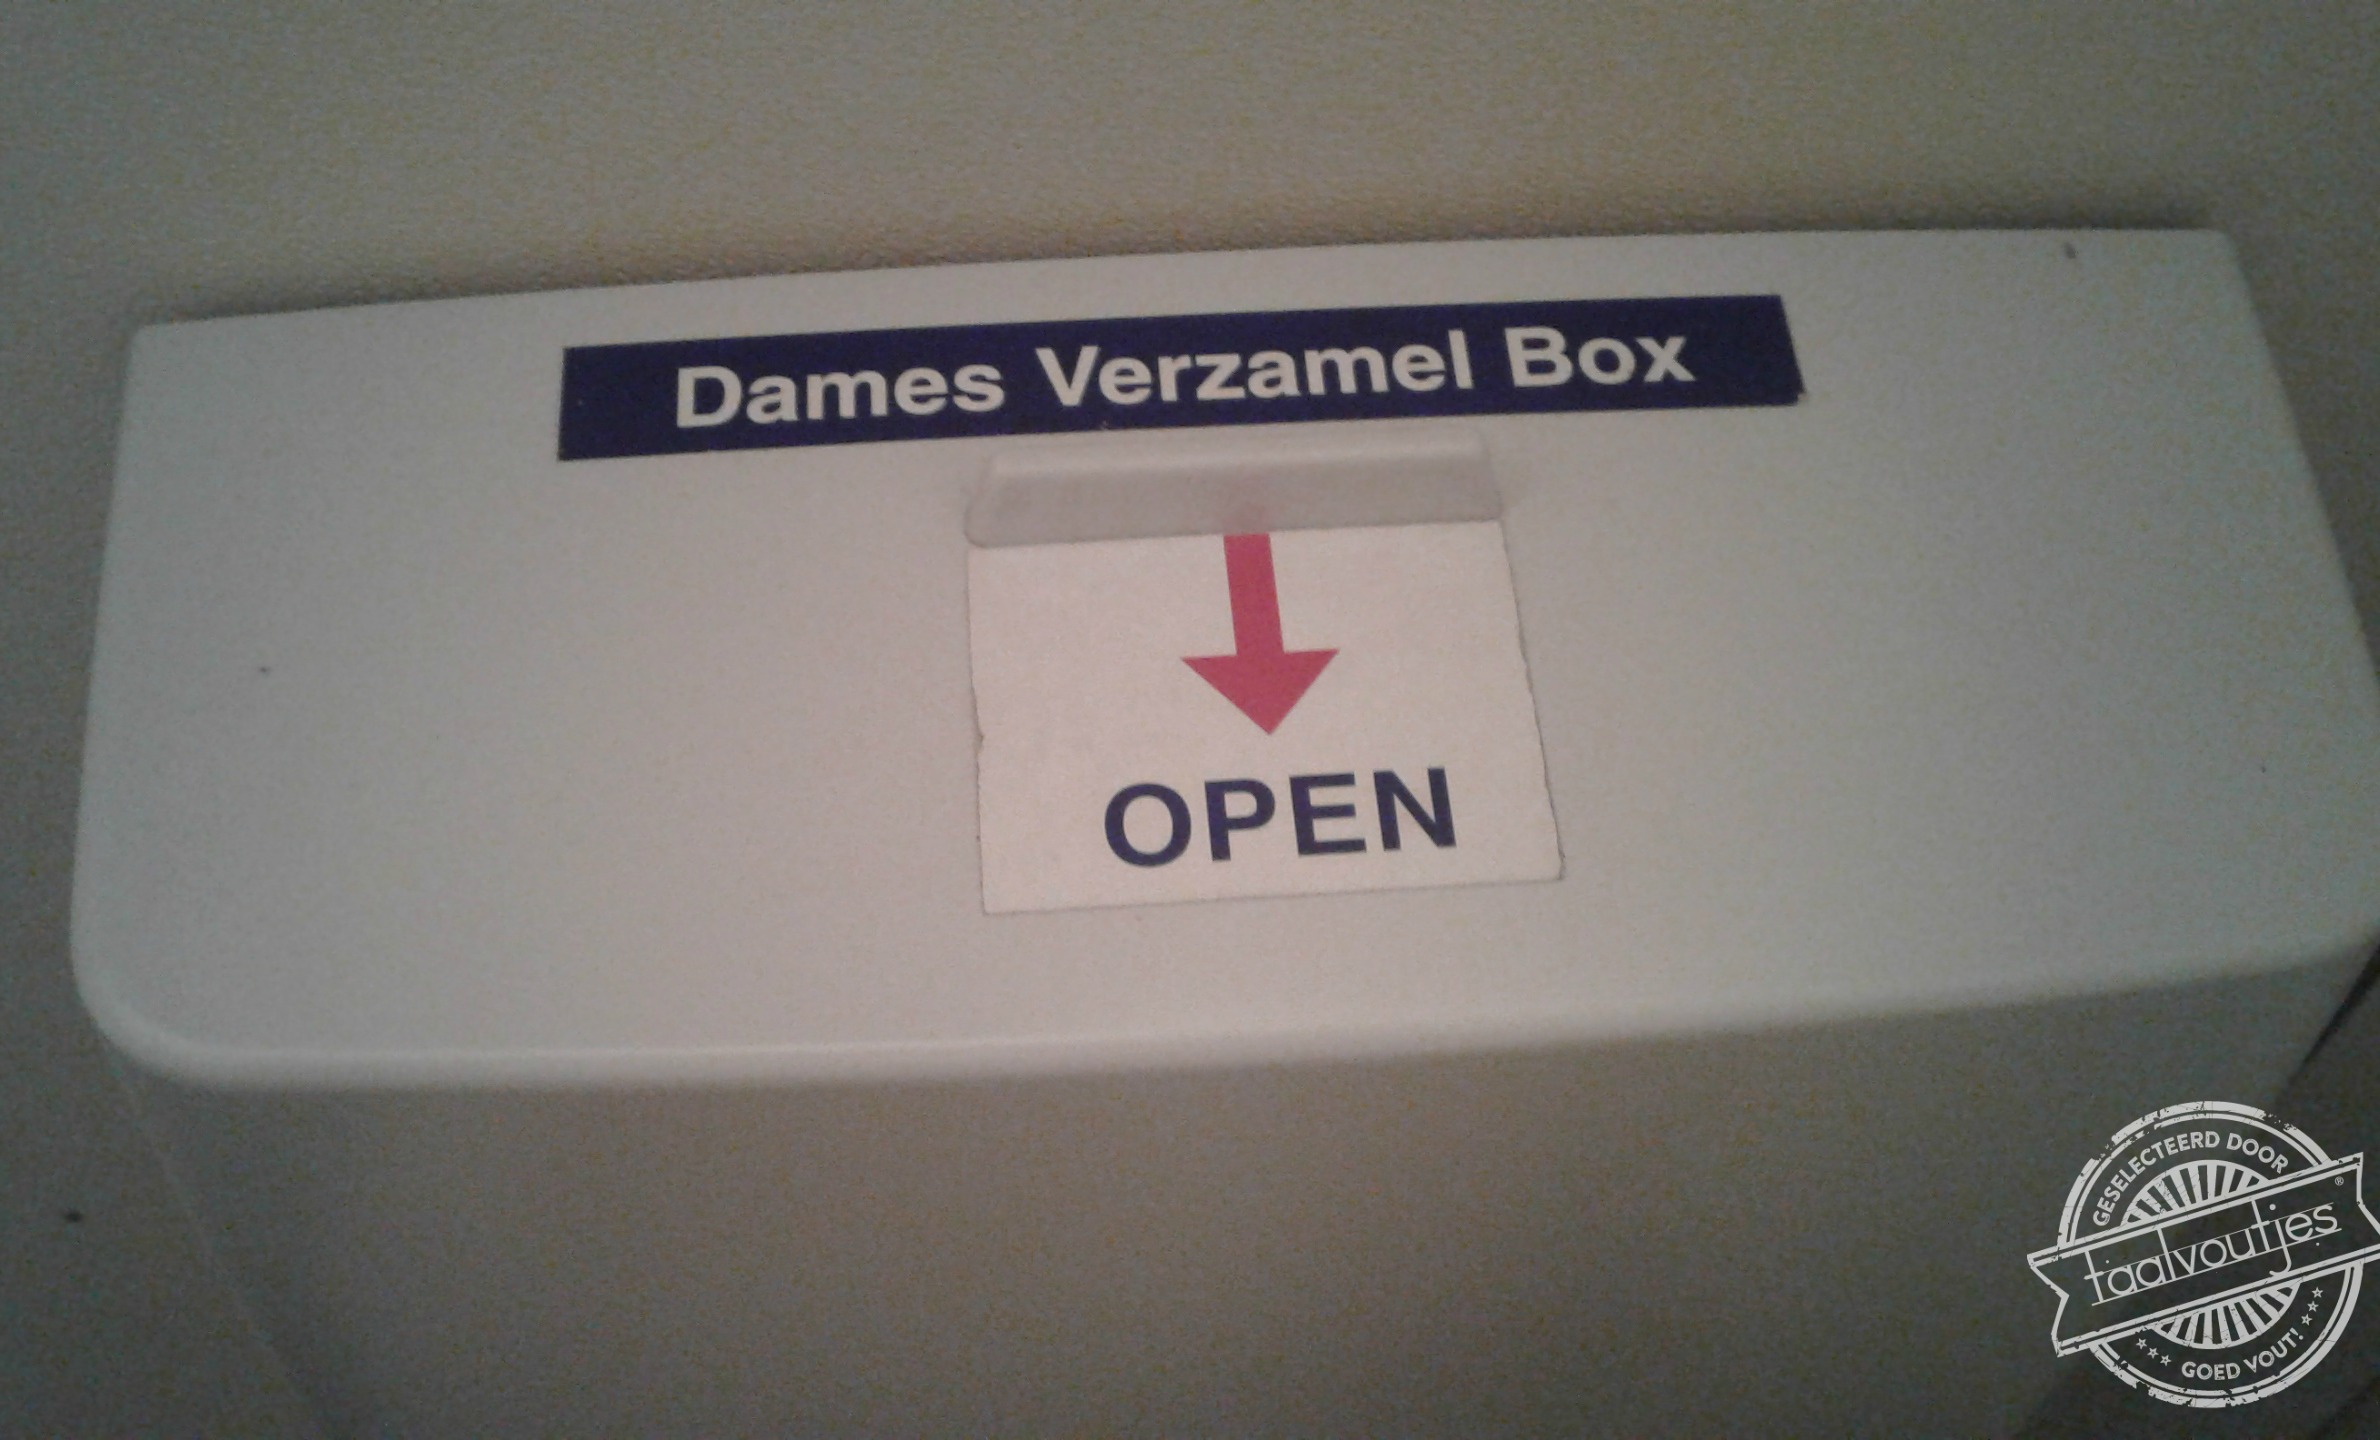 Dames Verzamel Box
OPEN
GESELECTEERD DOOR
taalvoutjes®
GOED VOUT!